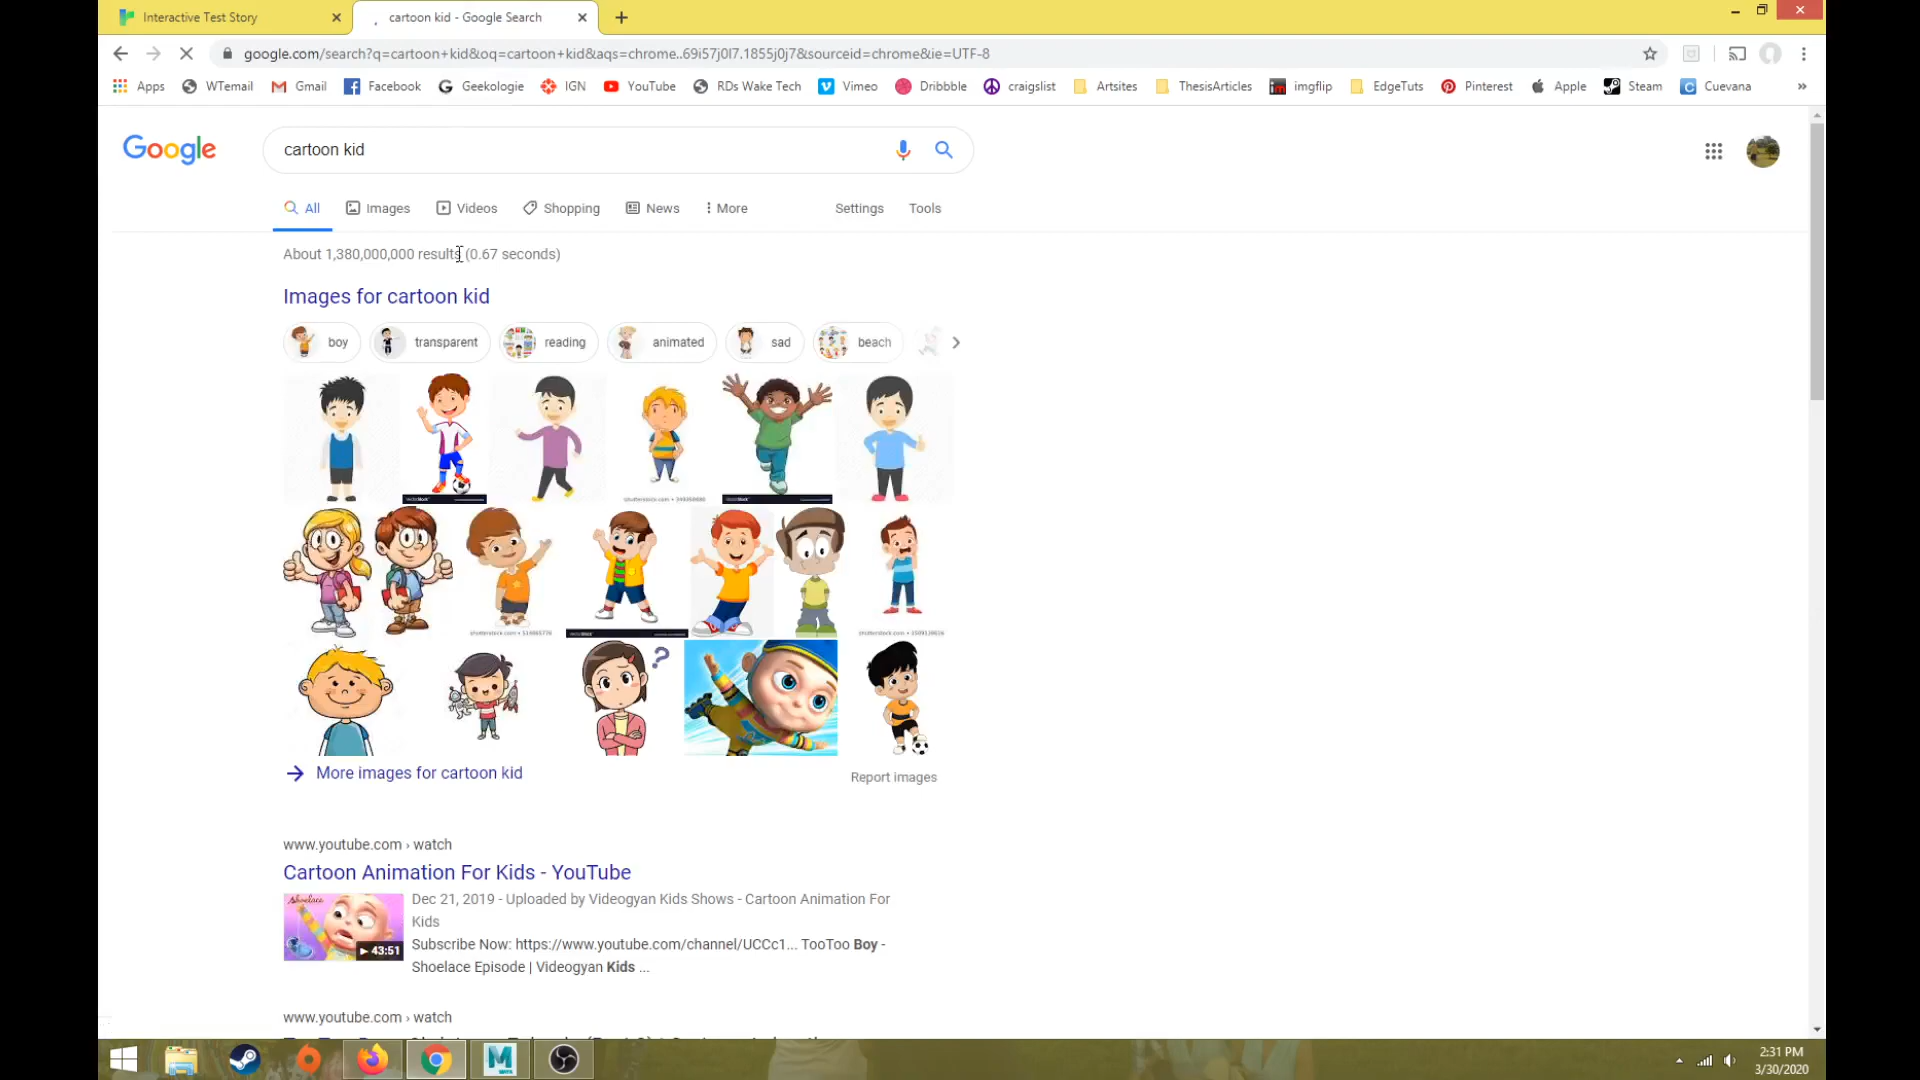 Interactive Test Story
cartoon kid - Google Search
google.com/search?q=cartoon+kid&oq=cartoon+kid&aqs=chrome..69i57j0l7.1855j0j7&sourceid=chrome&ie=UTF-8
Apps WTemail Gmail Facebook Geekologie IGN YouTube RDs Wake Tech Vimeo Dribbble craigslist Artsites ThesisArticles imgflip EdgeTuts Pinterest Apple Steam Cuevana »
Google
cartoon kid
All Images Videos Shopping News More Settings Tools
About 1,380,000,000 results (0.67 seconds)
Images for cartoon kid
boy transparent reading animated sad beach
?
More images for cartoon kid
Report images
www.youtube.com › watch
Cartoon Animation For Kids - YouTube
Shoelace
43:51
Dec 21, 2019 - Uploaded by Videogyan Kids Shows - Cartoon Animation For
Kids
Subscribe Now: https://www.youtube.com/channel/UCCc1... TooToo Boy -
Shoelace Episode | Videogyan Kids ...
www.youtube.com › watch
2:31 PM
3/30/2020